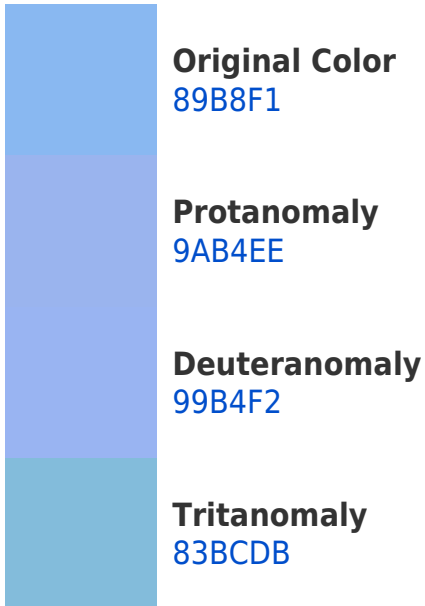 Original Color
89B8F1
Protanomaly
9AB4EE
Deuteranomaly
99B4F2
Tritanomaly
83BCDB